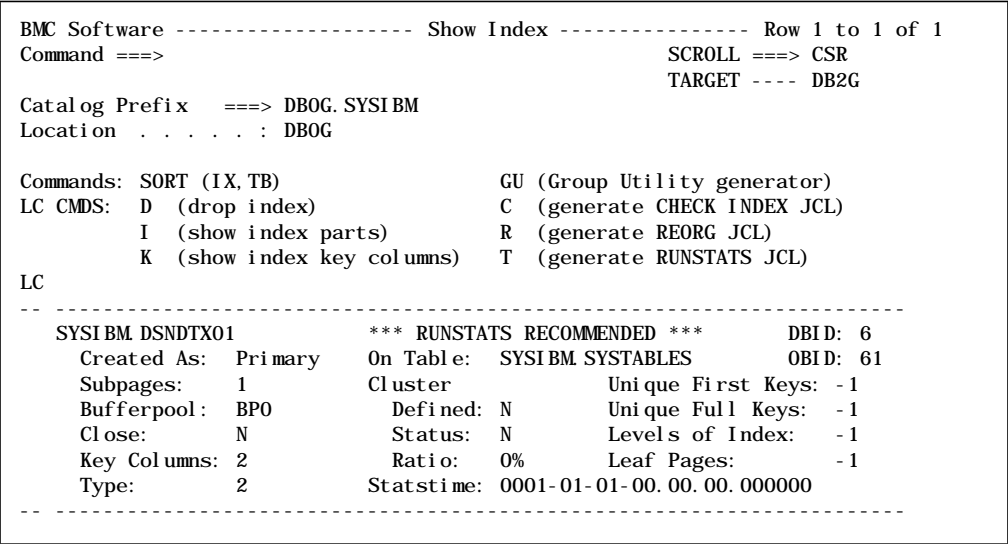 BMC Software -------------------- Show Index ---------------- Row 1 to 1 of 1
Command ===>                                           SCROLL ===> CSR
                                                       TARGET ---- DB2G
Catalog Prefix   ===> DBOG.SYSIBM
Location . . . . . : DBOG
Commands: SORT (IX,TB)                   GU (Group Utility generator)
LC CMDS:  D  (drop index)                C  (generate CHECK INDEX JCL)
          I  (show index parts)          R  (generate REORG JCL)
          K  (show index key columns)    T  (generate RUNSTATS JCL)
LC
-- -----------------------------------------------------------------------
   SYSIBM.DSNDTX01            *** RUNSTATS RECOMMENDED ***       DBID: 6
     Created As:  Primary     On Table:  SYSIBM.SYSTABLES        OBID: 61
     Subpages:    1           Cluster             Unique First Keys: -1
     Bufferpool:  BP0           Defined: N        Unique Full Keys:  -1
     Close:       N             Status:  N        Levels of Index:   -1
     Key Columns: 2             Ratio:   0%       Leaf Pages:        -1
     Type:        2           Statstime: 0001-01-01-00.00.00.000000
-- -----------------------------------------------------------------------